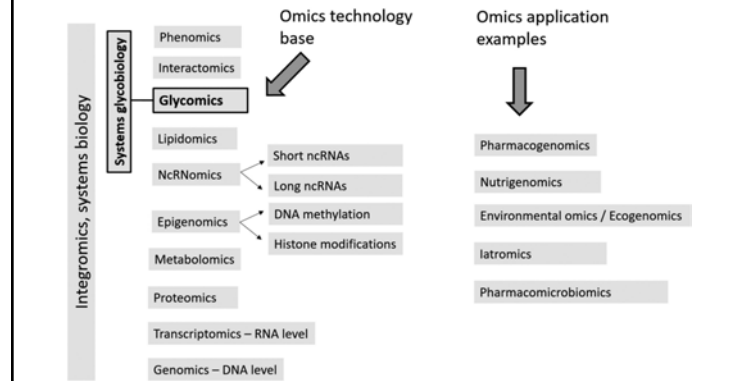 Omics technology
base
Omics application
examples
Integromics, systems biology
Systems glycobiology
Phenomics
Interactomics
Glycomics
Lipidomics
NcRNomics
Short ncRNAs
Long ncRNAs
Epigenomics
DNA methylation
Histone modifications
Metabolomics
Proteomics
Transcriptomics – RNA level
Genomics – DNA level
Pharmacogenomics
Nutrigenomics
Environmental omics / Ecogenomics
Iatromics
Pharmacomicrobiomics